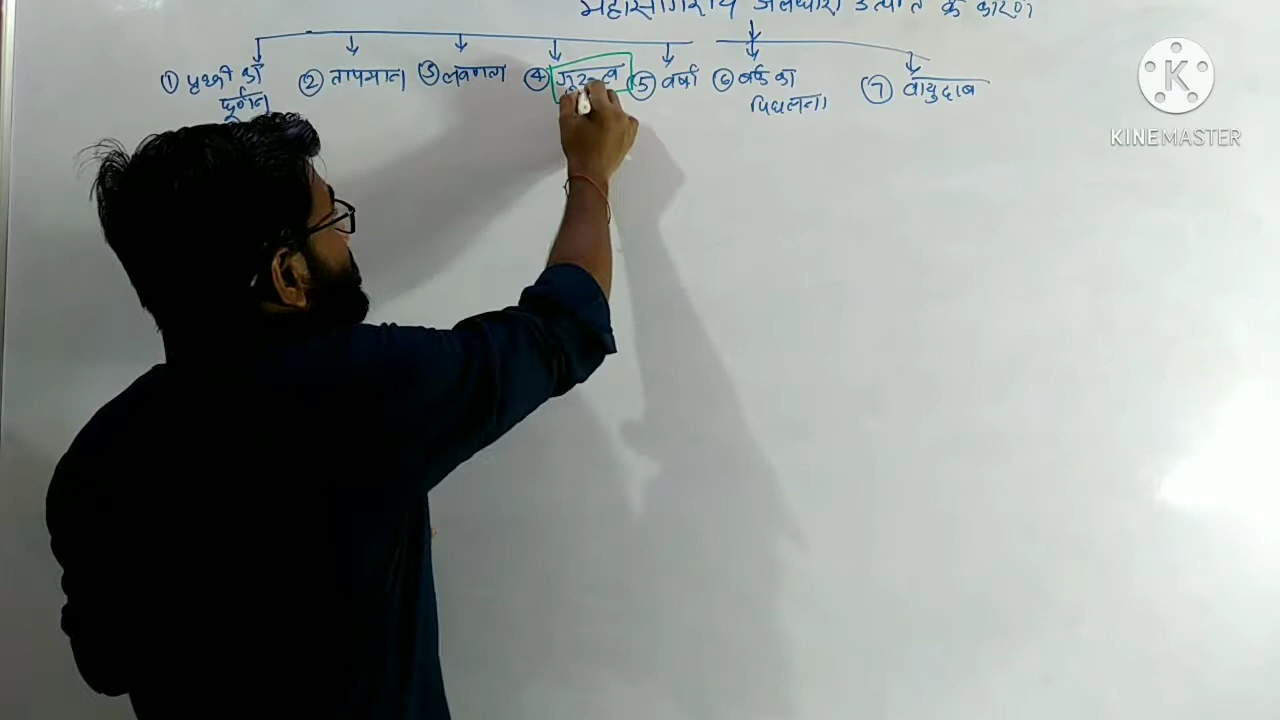 महासागरीय जलधारा उत्पत्ति के कारण
① पृथ्वी का ② तापमान ③ लवणता ④ गुरुत्व ⑤ वर्षा ⑥ बर्फ का ⑦ वायुदाब
घूर्णन पिघलना
K
KINEMASTER